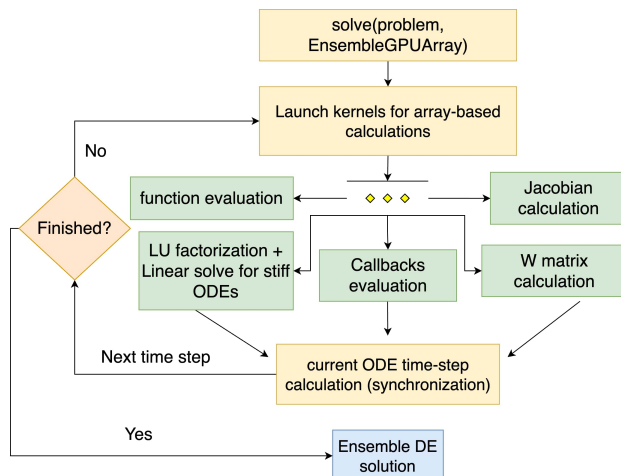 solve(problem,
EnsembleGPUArray)
Launch kernels for array-based
calculations
No
function evaluation
Jacobian
calculation
Finished?
LU factorization +
Linear solve for stiff
ODEs
Callbacks
evaluation
W matrix
calculation
Next time step
current ODE time-step
calculation (synchronization)
Yes
Ensemble DE
solution